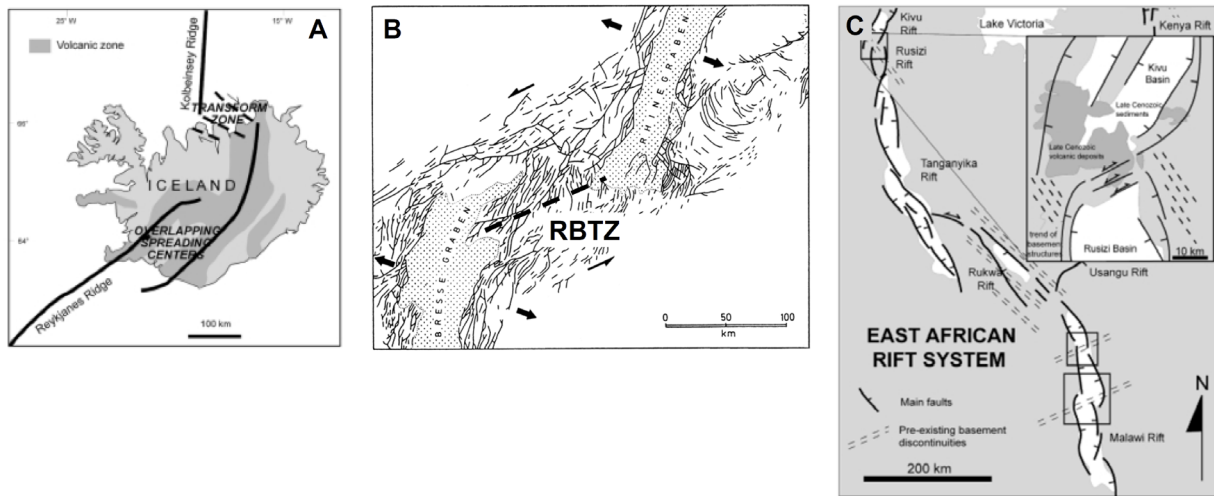 A
25° W
15° W
Volcanic zone
Kolbeinsey Ridge
TRANSFORM
ZONE
66°
ICELAND
64°
OVERLAPPING
SPREADING
CENTERS
Reykjanes Ridge
100 km
B
RHINEGRABEN
RBTZ
BRESSE GRABEN
0 50 100
km
C
Kivu
Rift
Lake Victoria
Kenya Rift
Rusizi
Rift
Kivu
Basin
Late Cenozoic
sediments
Late Cenozoic
volcanic deposits
trend of
basement
structures
Rusizi Basin
10 km
Tanganyika
Rift
Rukwa
Rift
Usangu Rift
EAST AFRICAN
RIFT SYSTEM
Main faults
Pre-existing basement
discontinuities
200 km
N
Malawi Rift